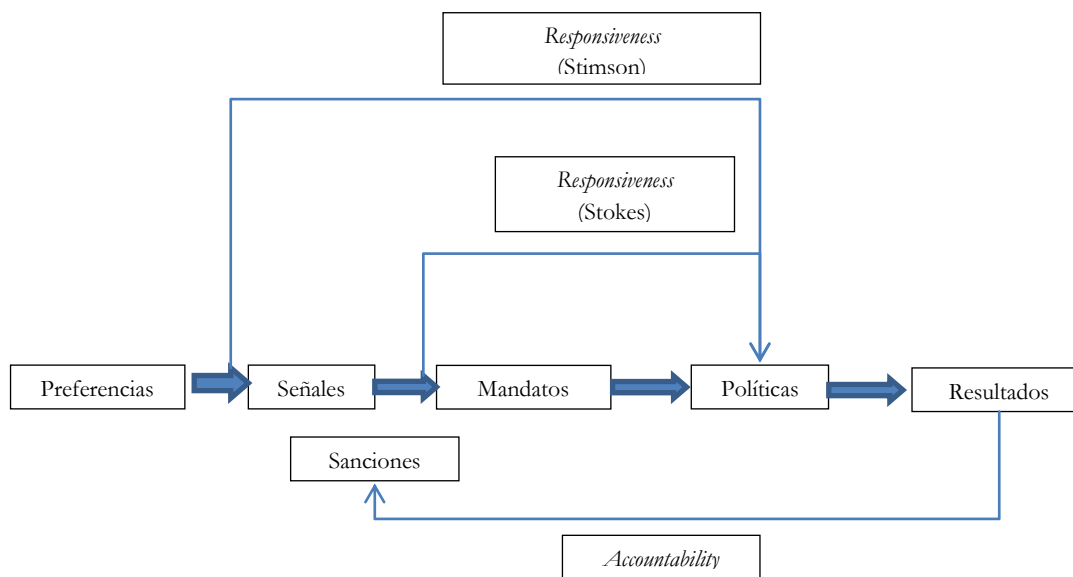 Responsiveness
(Stimson)
Responsiveness
(Stokes)
Preferencias
Señales
Mandatos
Políticas
Resultados
Sanciones
Accountability